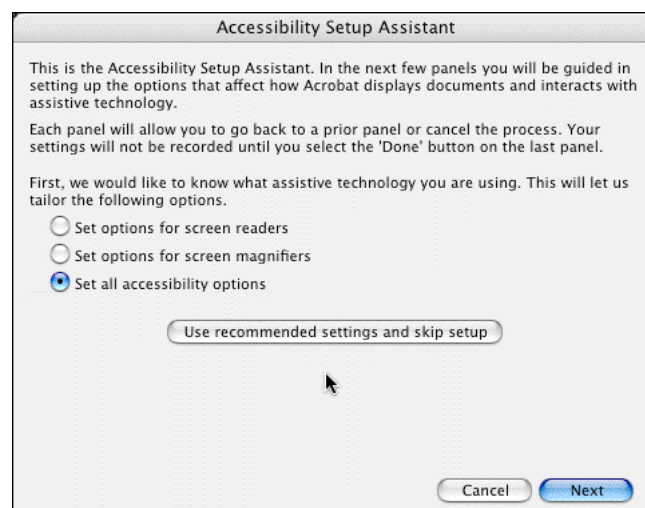 Accessibility Setup Assistant
This is the Accessibility Setup Assistant. In the next few panels you will be guided in
setting up the options that affect how Acrobat displays documents and interacts with
assistive technology.
Each panel will allow you to go back to a prior panel or cancel the process. Your
settings will not be recorded until you select the 'Done' button on the last panel.
First, we would like to know what assistive technology you are using. This will let us
tailor the following options.
Set options for screen readers
Set options for screen magnifiers
Set all accessibility options
Use recommended settings and skip setup
Cancel Next